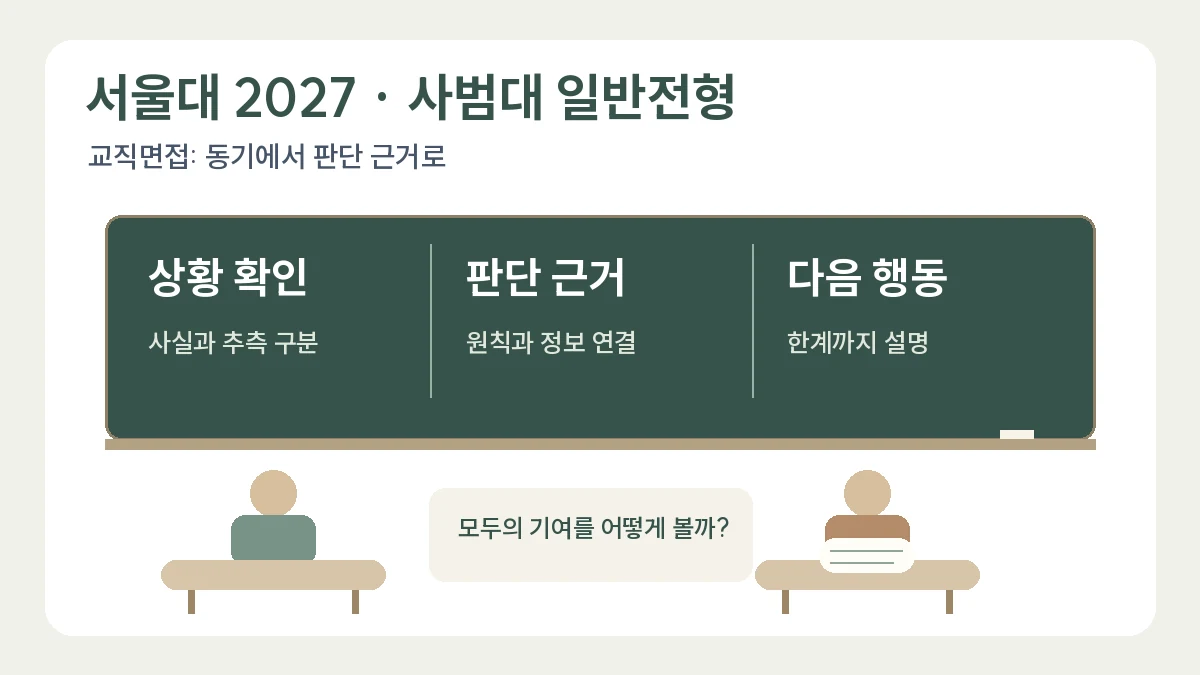 서울대 2027 · 사범대 일반전형
교직면접: 동기에서 판단 근거로
상황 확인
사실과 추측 구분
판단 근거
원칙과 정보 연결
다음 행동
한계까지 설명
모두의 기여를 어떻게 볼까?